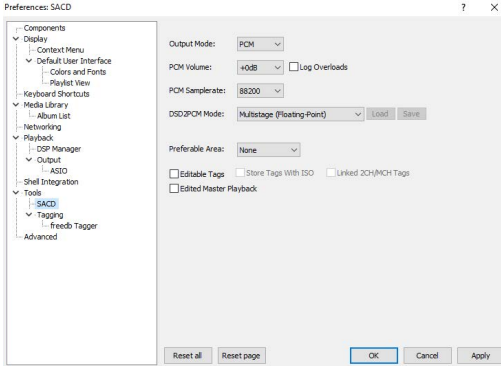 Preferences: SACD
? X
Components
Display
Context Menu
Default User Interface
Colors and Fonts
Playlist View
Keyboard Shortcuts
Media Library
Album List
Networking
Playback
DSP Manager
Output
ASIO
Shell Integration
Tools
SACD
Tagging
freedb Tagger
Advanced
Output Mode: PCM
PCM Volume: +0dB Log Overloads
PCM Samplerate: 88200
DSD2PCM Mode: Multistage (Floating-Point) Load Save
Preferable Area: None
Editable Tags Store Tags With ISO Linked 2CH/MCH Tags
Edited Master Playback
Reset all Reset page OK Cancel Apply